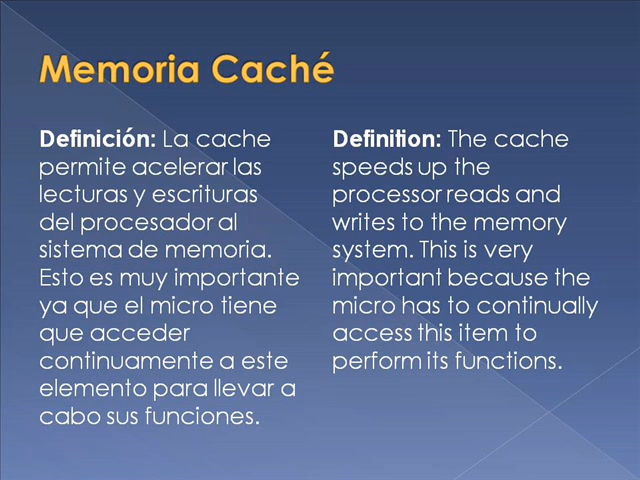 Memoria Caché
Definición: La cache
permite acelerar las
lecturas y escrituras
del procesador al
sistema de memoria.
Esto es muy importante
ya que el micro tiene
que acceder
continuamente a este
elemento para llevar a
cabo sus funciones.
Definition: The cache
speeds up the
processor reads and
writes to the memory
system. This is very
important because the
micro has to continually
access this item to
perform its functions.